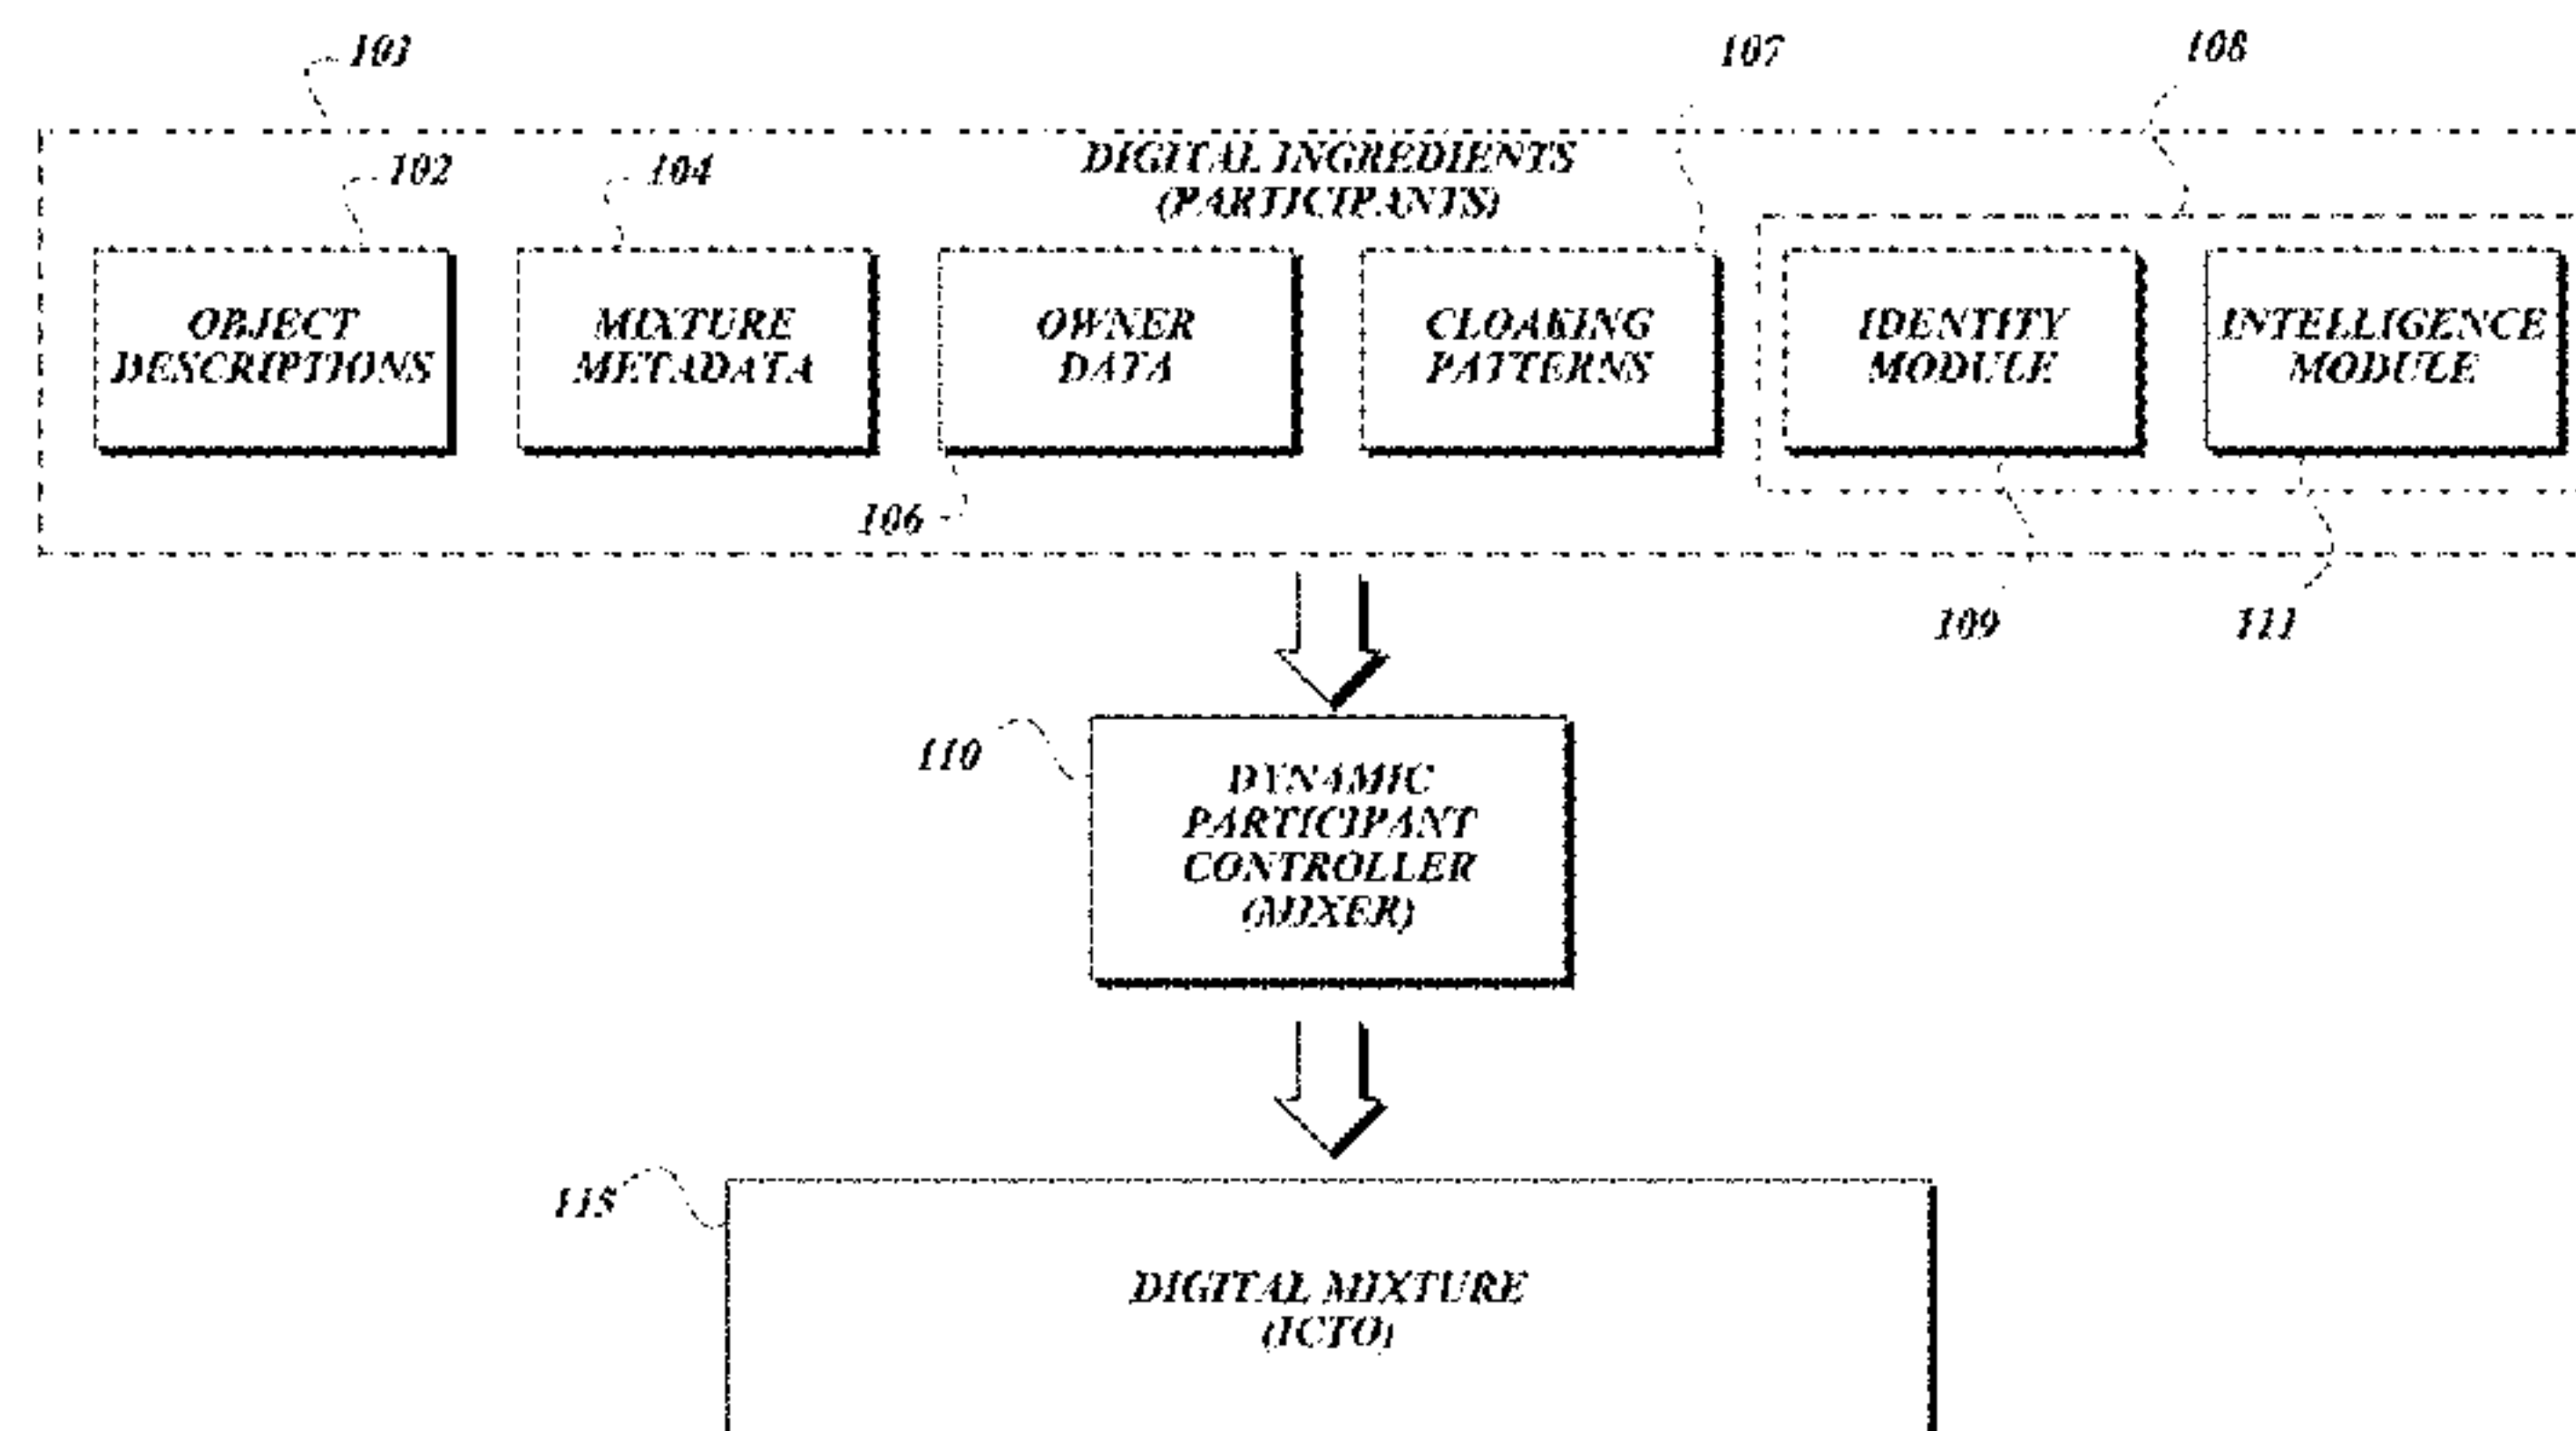 103
107
108
102
104
DIGITAL INGREDIENTS
(PARTICIPANTS)
OBJECT
DESCRIPTIONS
MIXTURE
METADATA
OWNER
DATA
CLOAKING
PATTERNS
IDENTITY
MODULE
INTELLIGENCE
MODULE
106
109
111
110
DYNAMIC
PARTICIPANT
CONTROLLER
(MIXER)
115
DIGITAL MIXTURE
(ICTO)